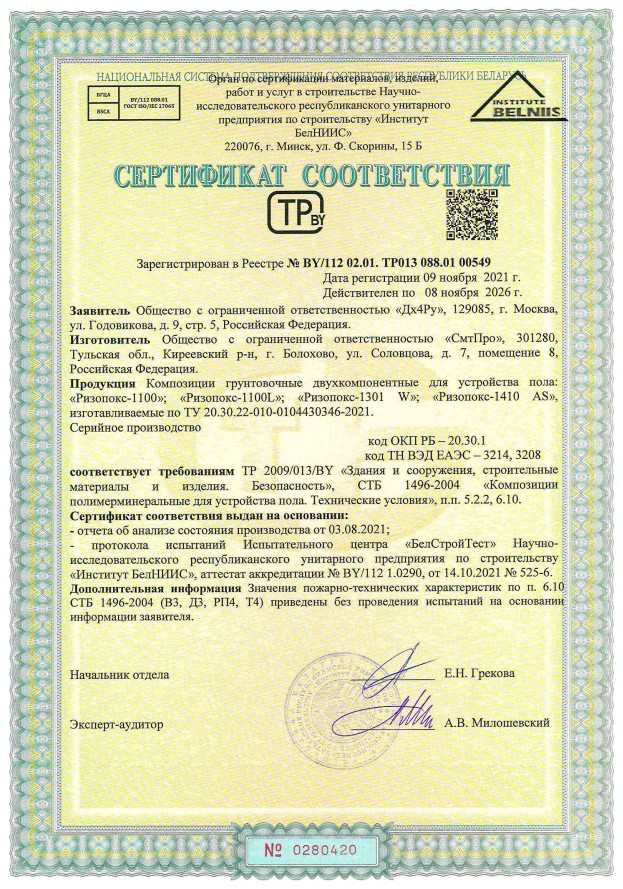 НАЦИОНАЛЬНАЯ СИСТЕМА ПОДТВЕРЖДЕНИЯ СООТВЕТСТВИЯ РЕСПУБЛИКИ БЕЛАРУСЬ
БГЦА
BSCA
BY/112 088.01
ГОСТ ISO/IEC 17065
Орган по сертификации материалов, изделий,
работ и услуг в строительстве Научно-
исследовательского республиканского унитарного
предприятия по строительству «Институт
БелНИИС»
220076, г. Минск, ул. Ф. Скорины, 15 Б
INSTITUTE
BELNIIS
СЕРТИФИКАТ СООТВЕТСТВИЯ
ТР BY
Зарегистрирован в Реестре № BY/112 02.01. ТР013 088.01 00549
Дата регистрации 09 ноября 2021 г.
Действителен по 08 ноября 2026 г.
Заявитель Общество с ограниченной ответственностью «Дх4Ру», 129085, г. Москва,
ул. Годовикова, д. 9, стр. 5, Российская Федерация.
Изготовитель Общество с ограниченной ответственностью «СмтПро», 301280,
Тульская обл., Киреевский р-н, г. Болохово, ул. Соловцова, д. 7, помещение 8,
Российская Федерация.
Продукция Композиции грунтовочные двухкомпонентные для устройства пола:
«Ризопокс-1100»; «Ризопокс-1100L»; «Ризопокс-1301 W»; «Ризопокс-1410 AS»,
изготавливаемые по ТУ 20.30.22-010-0104430346-2021.
Серийное производство
код ОКП РБ – 20.30.1
код ТН ВЭД ЕАЭС – 3214, 3208
соответствует требованиям ТР 2009/013/BY «Здания и сооружения, строительные
материалы и изделия. Безопасность», СТБ 1496-2004 «Композиции
полимерминеральные для устройства пола. Технические условия», п.п. 5.2.2, 6.10.
Сертификат соответствия выдан на основании:
- отчета об анализе состояния производства от 03.08.2021;
- протокола испытаний Испытательного центра «БелСтройТест» Научно-
исследовательского республиканского унитарного предприятия по строительству
«Институт БелНИИС», аттестат аккредитации № BY/112 1.0290, от 14.10.2021 № 525-6.
Дополнительная информация Значения пожарно-технических характеристик по п. 6.10
СТБ 1496-2004 (В3, Д3, РП4, Т4) приведены без проведения испытаний на основании
информации заявителя.
Начальник отдела
Е.Н. Грекова
Эксперт-аудитор
А.В. Милошевский
№ 0280420